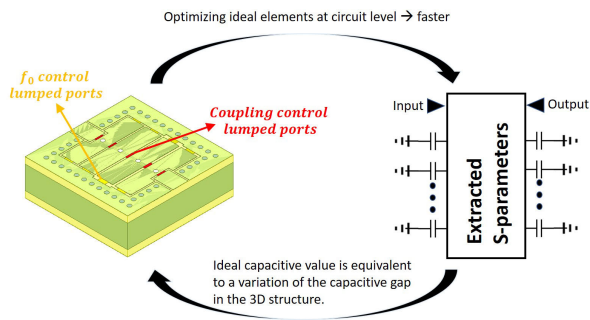 Optimizing ideal elements at circuit level → faster
f₀ control
lumped ports
Coupling control
lumped ports
Input
Output
Extracted
S-parameters
Ideal capacitive value is equivalent
to a variation of the capacitive gap
in the 3D structure.